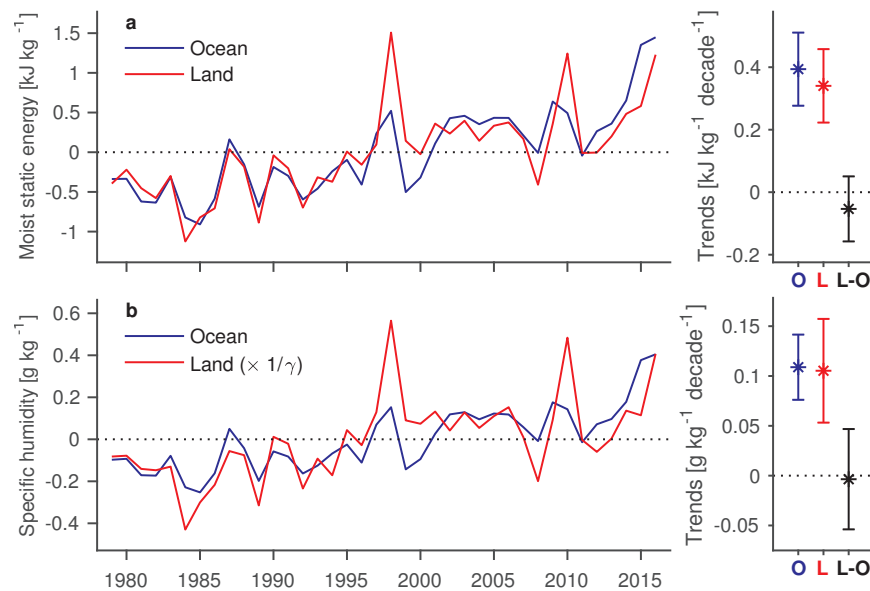 a
Ocean
Land
Moist static energy [kJ kg⁻¹]
1.5
1
0.5
0
-0.5
-1
Trends [kJ kg⁻¹ decade⁻¹]
0.4
0.2
0
-0.2
O L L-O
b
Ocean
Land (× 1/γ)
Specific humidity [g kg⁻¹]
0.6
0.4
0.2
0
-0.2
-0.4
1980 1985 1990 1995 2000 2005 2010 2015
Trends [g kg⁻¹ decade⁻¹]
0.15
0.1
0.05
0
-0.05
O L L-O